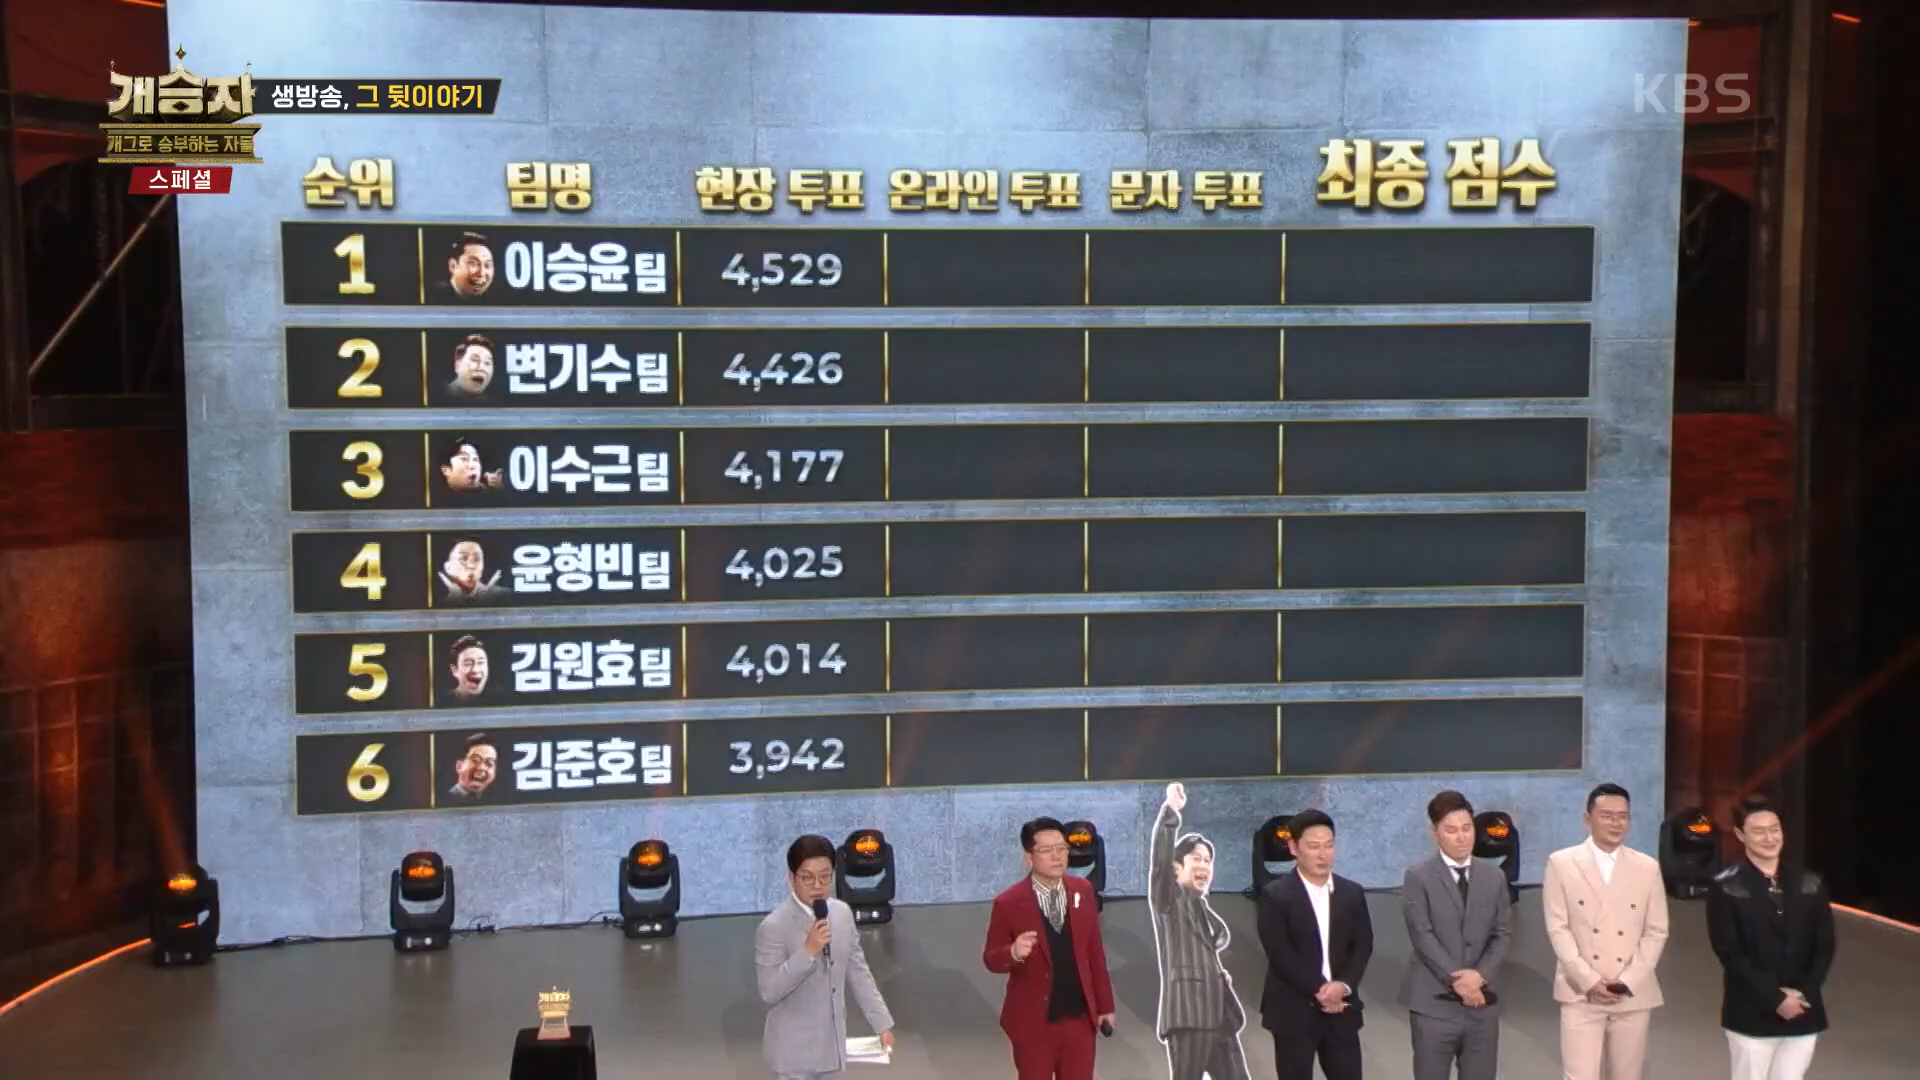 개승자
개그로 승부하는 자들
스페셜
생방송, 그 뒷이야기
KBS
순위 팀명 현장 투표 온라인 투표 문자 투표 최종 점수
1 이승윤팀 4,529
2 변기수팀 4,426
3 이수근팀 4,177
4 윤형빈팀 4,025
5 김원효팀 4,014
6 김준호팀 3,942